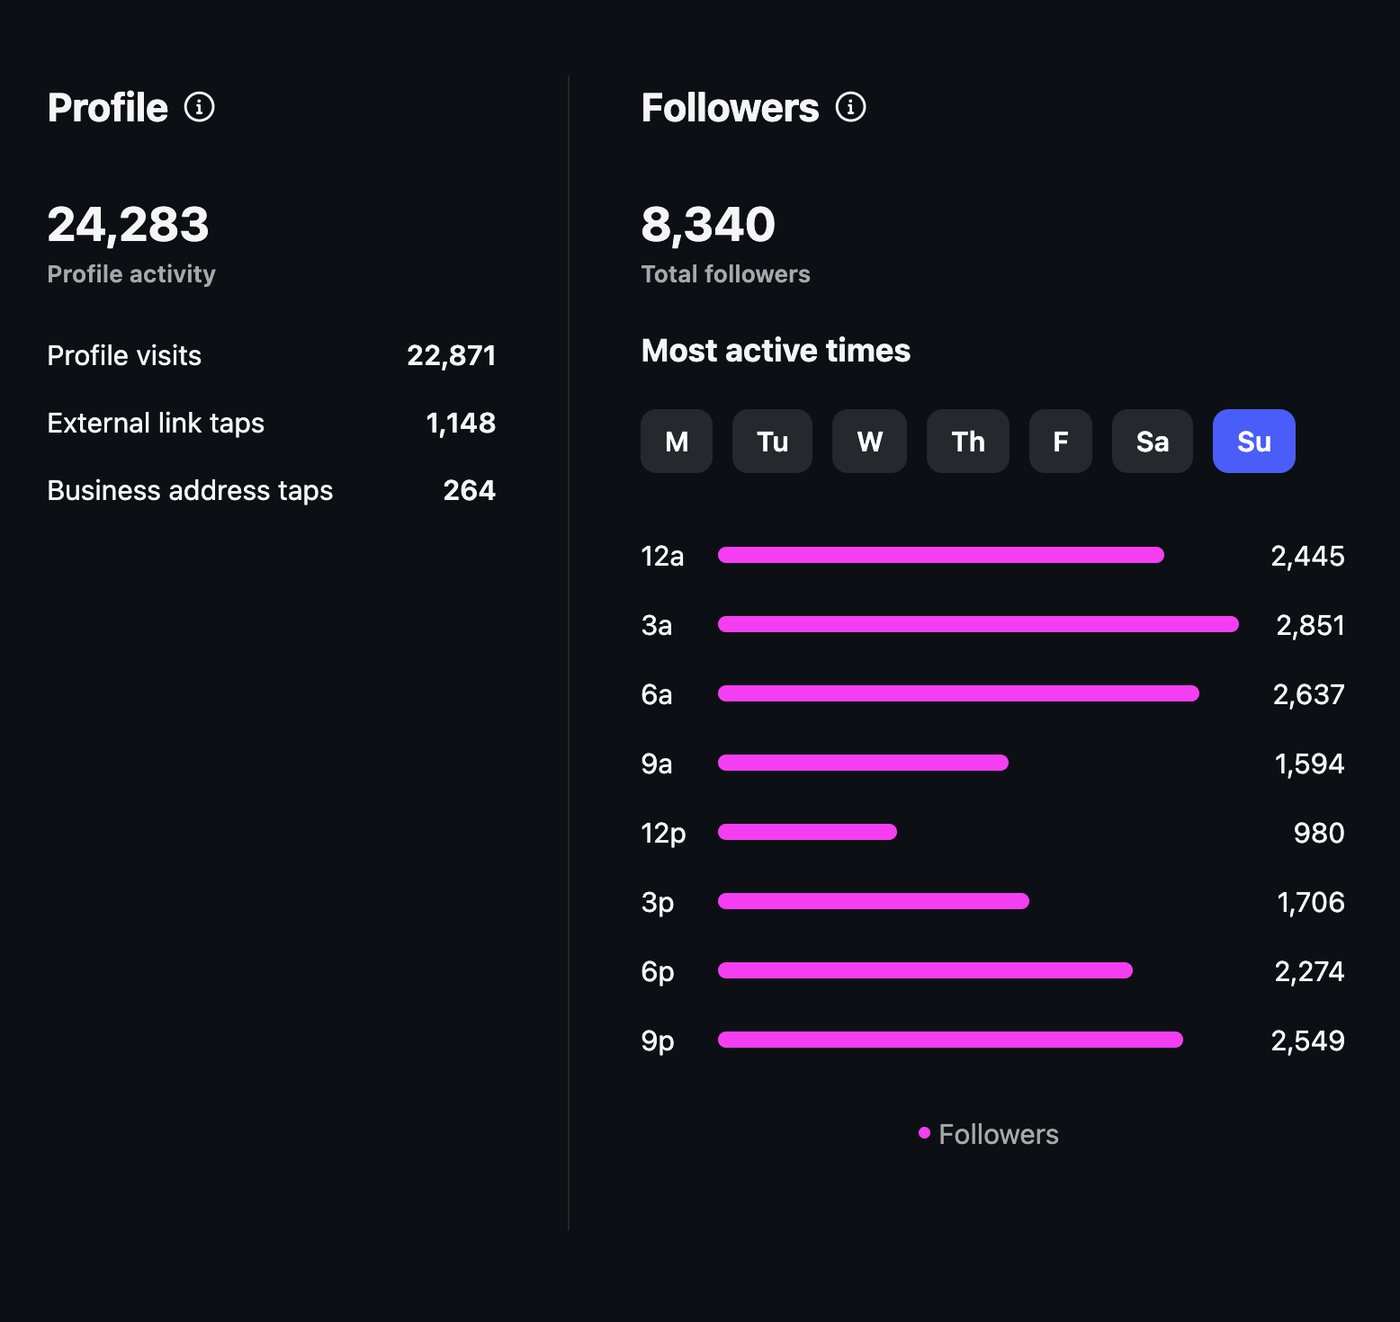 Profile
24,283
Profile activity
Profile visits 22,871
External link taps 1,148
Business address taps 264
Followers
8,340
Total followers
Most active times
M Tu W Th F Sa Su
12a 2,445
3a 2,851
6a 2,637
9a 1,594
12p 980
3p 1,706
6p 2,274
9p 2,549
Followers